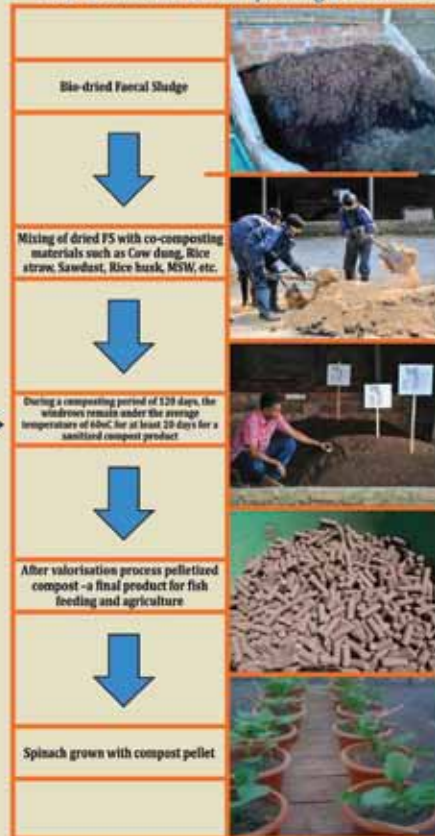 Bio-dried Faecal Sludge
Mixing of dried FS with co-composting
materials such as Cow dung, Rice
straw, Sawdust, Rice husk, MSW, etc.
During a composting period of 120 days, the
windrows remain under the average
temperature of 60oC for at least 20 days for a
sanitized compost product
After valorisation process pelletized
compost -a final product for fish
feeding and agriculture
Spinach grown with compost pellet